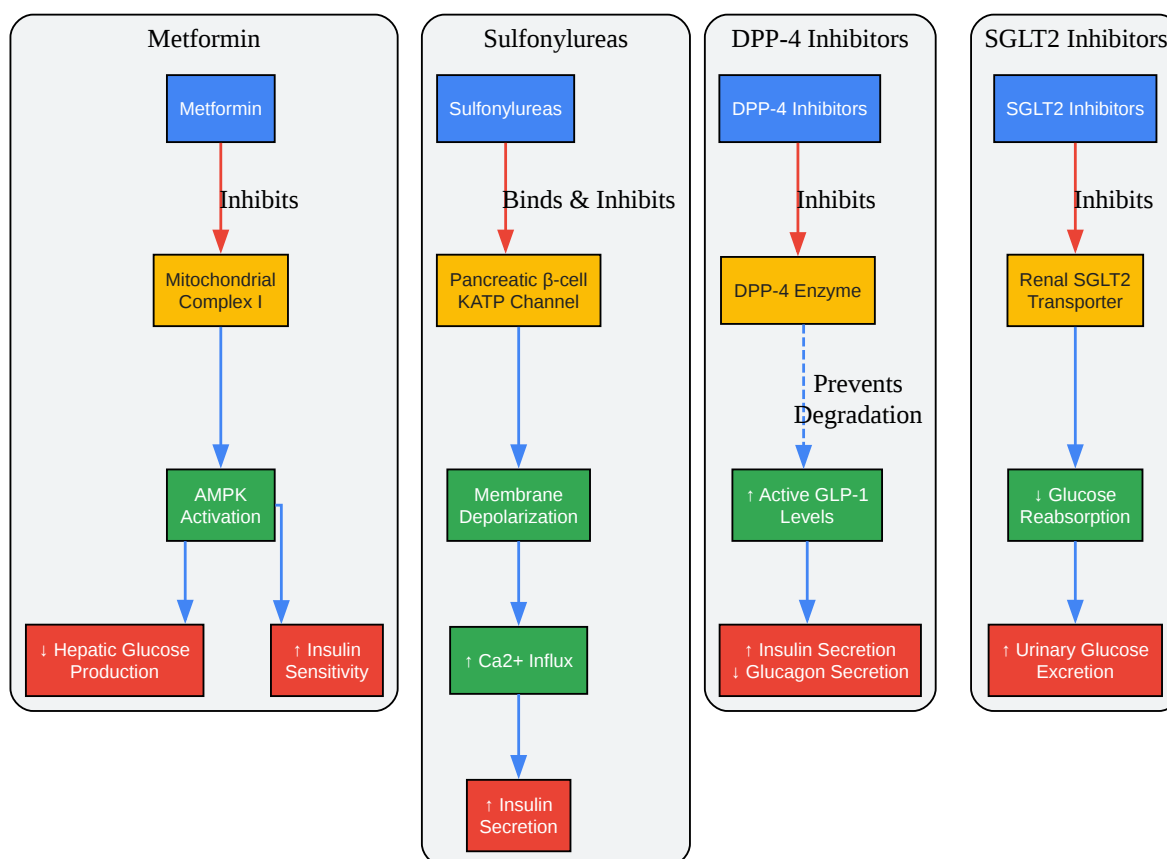 Metformin
Metformin
Inhibits
Mitochondrial
Complex I
AMPK
Activation
↓ Hepatic Glucose
Production
↑ Insulin
Sensitivity
Sulfonylureas
Sulfonylureas
Binds & Inhibits
Pancreatic β-cell
KATP Channel
Membrane
Depolarization
↑ Ca2+ Influx
↑ Insulin
Secretion
DPP-4 Inhibitors
DPP-4 Inhibitors
Inhibits
DPP-4 Enzyme
Prevents
Degradation
↑ Active GLP-1
Levels
↑ Insulin Secretion
↓ Glucagon Secretion
SGLT2 Inhibitors
SGLT2 Inhibitors
Inhibits
Renal SGLT2
Transporter
↓ Glucose
Reabsorption
↑ Urinary Glucose
Excretion